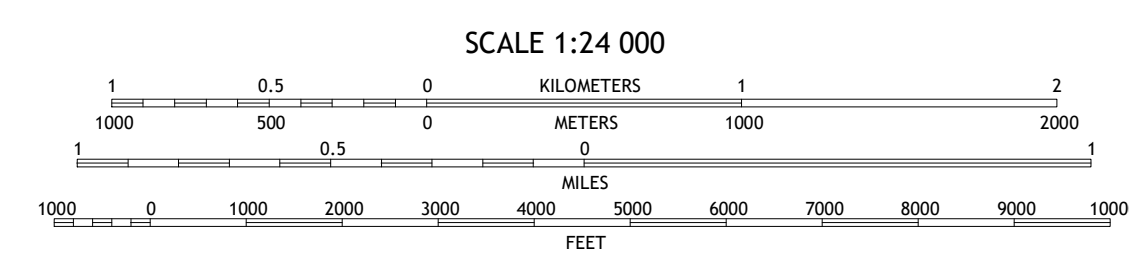 SCALE 1:24 000
1 0.5 0 KILOMETERS 1 2
1000 500 0 METERS 1000 2000
1 0.5 0 1
MILES
1000 0 1000 2000 3000 4000 5000 6000 7000 8000 9000 1000
FEET